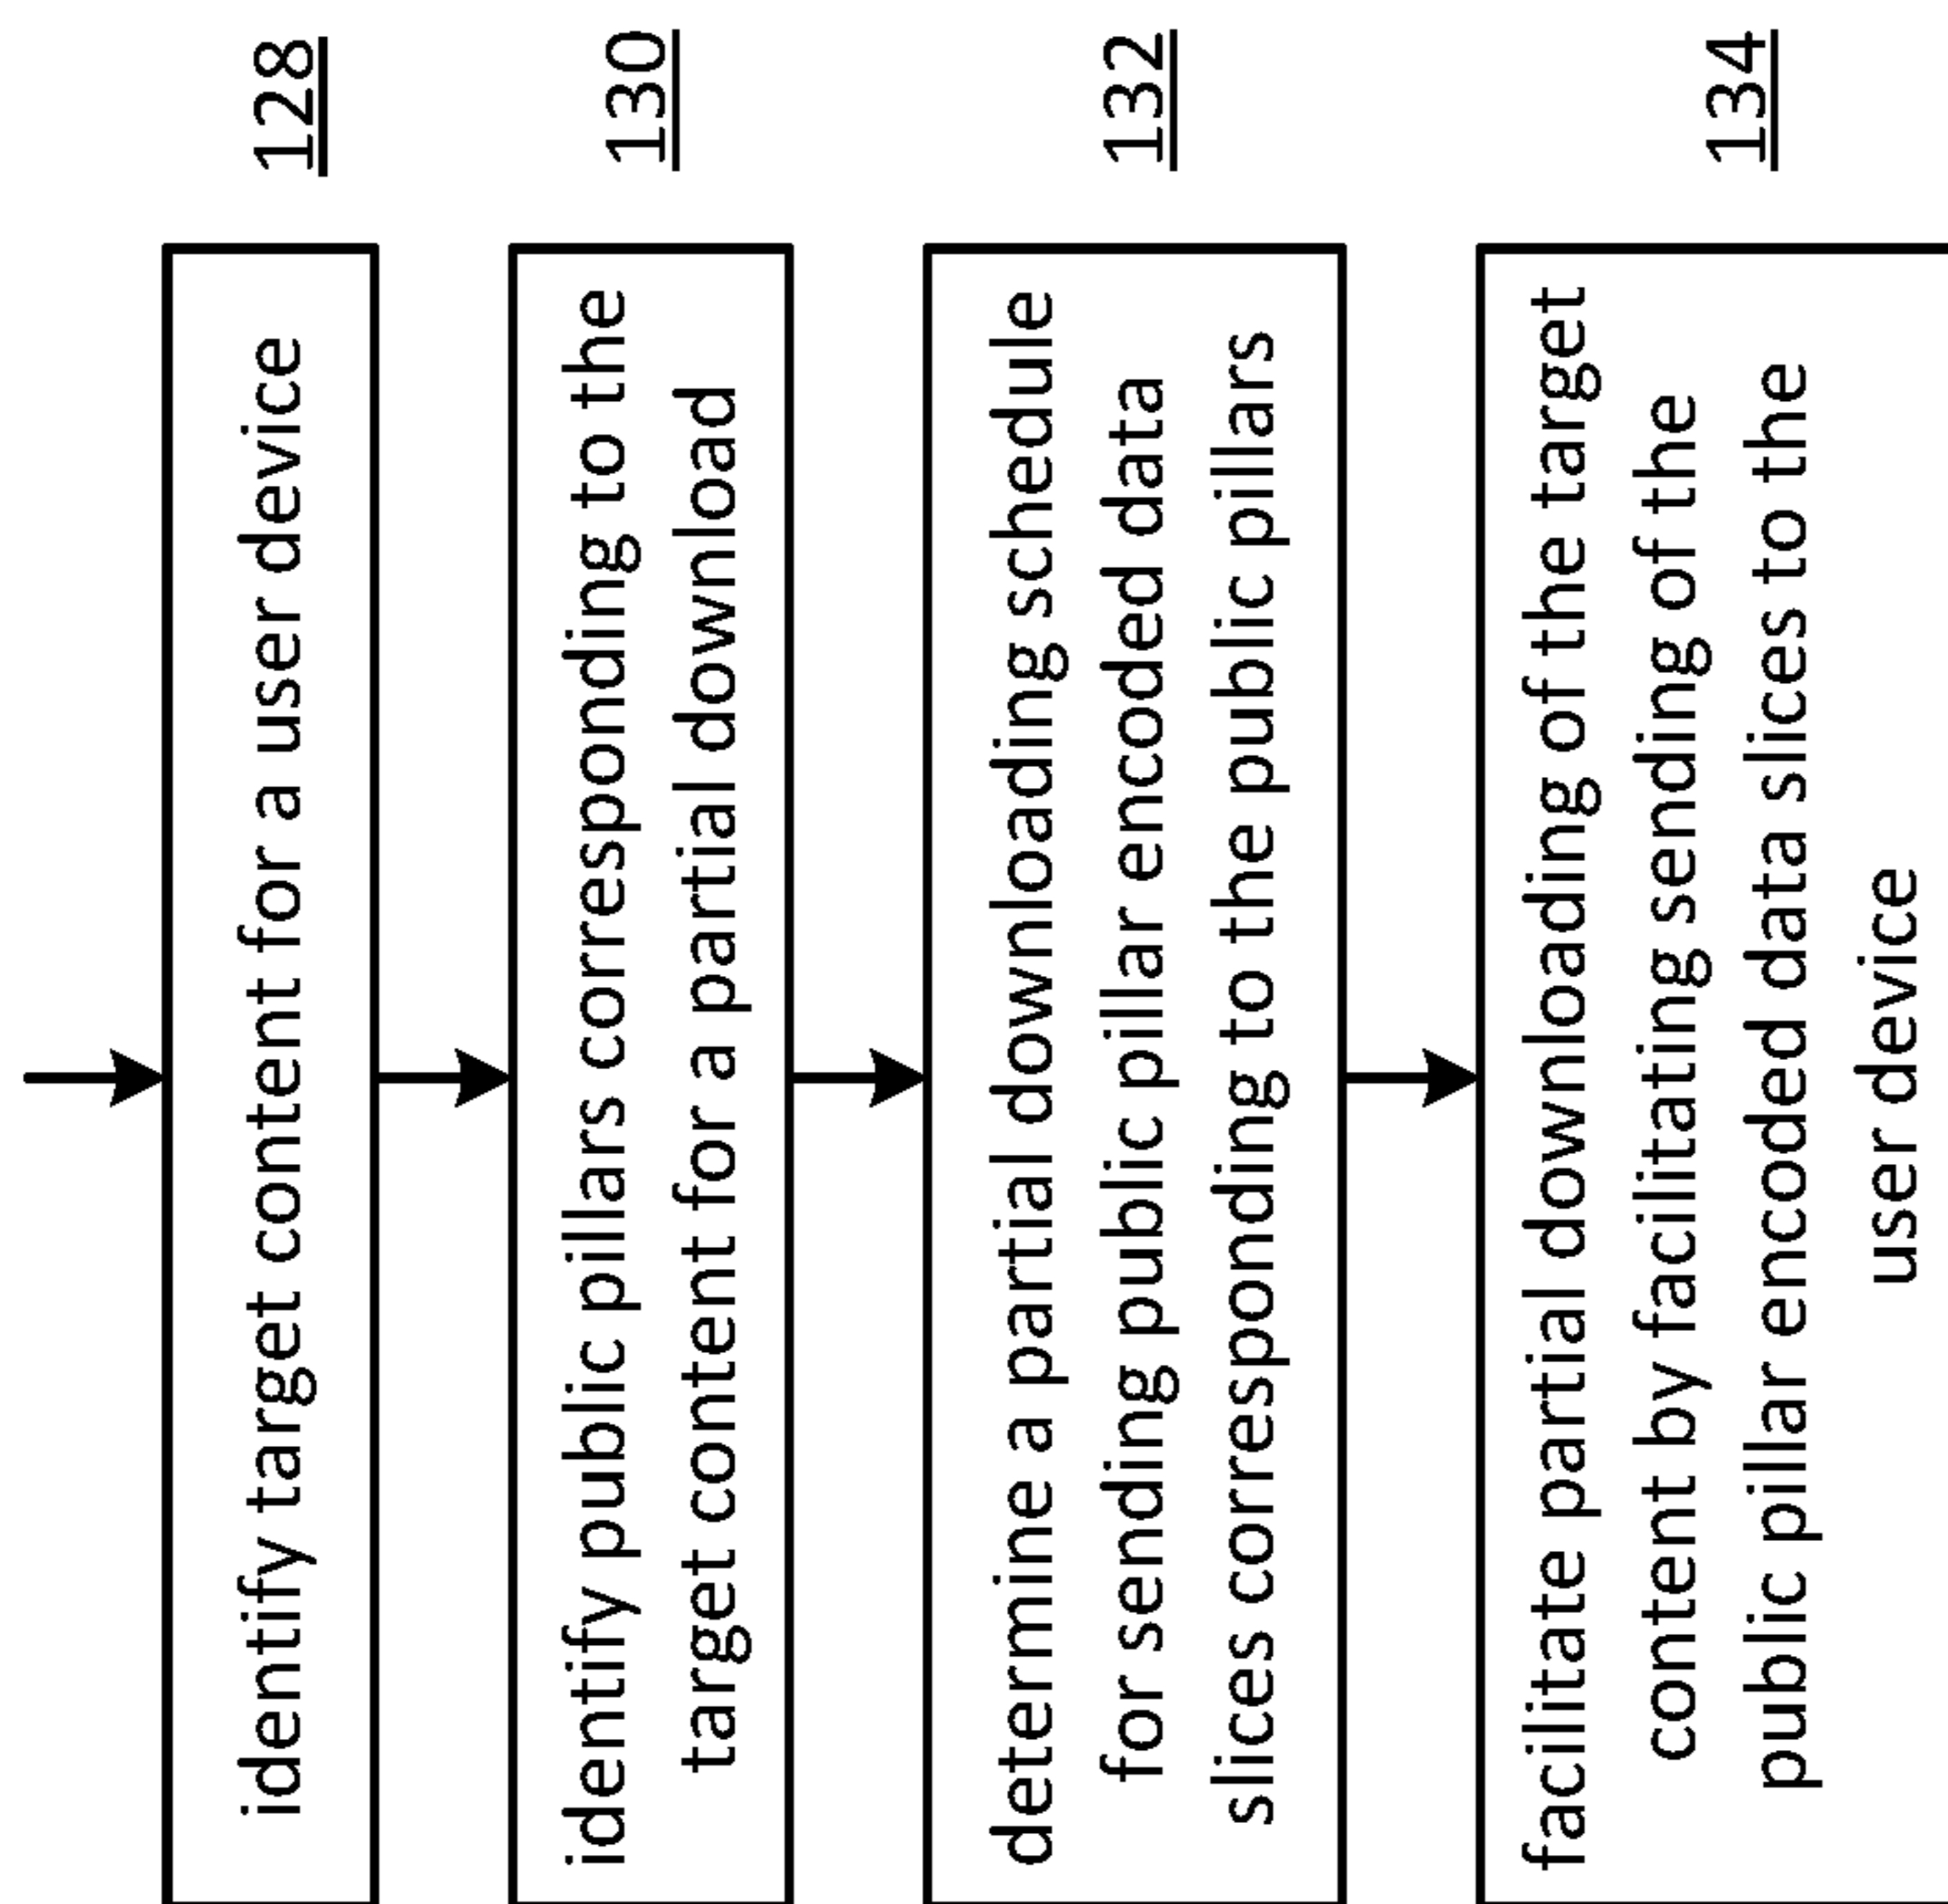 identify target content for a user device
128
identify public pillars corresponding to the
target content for a partial download
130
determine a partial downloading schedule
for sending public pillar encoded data
slices corresponding to the public pillars
132
facilitate partial downloading of the target
content by facilitating sending of the
public pillar encoded data slices to the
user device
134